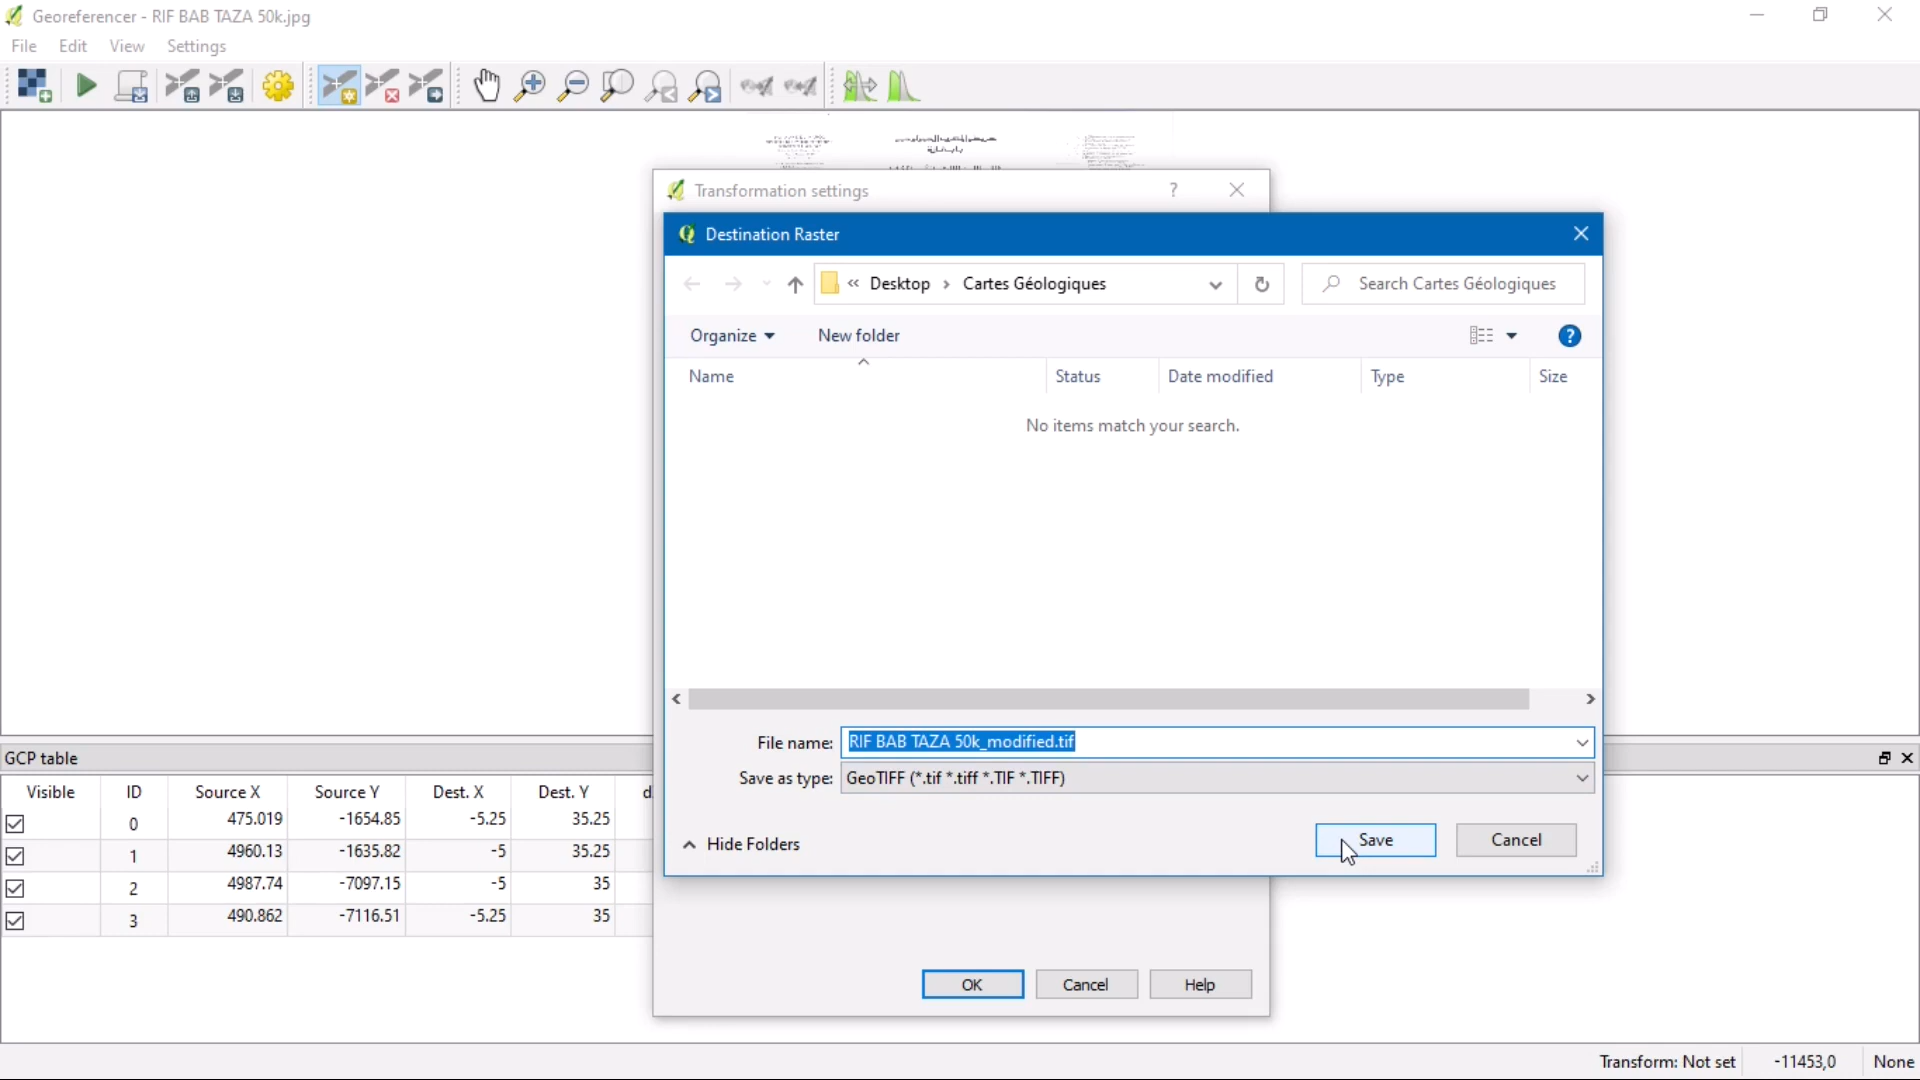 Georeferencer - RIF BAB TAZA 50k.jpg
File Edit View Settings
Transformation settings ?
Destination Raster
« Desktop › Cartes Géologiques
Search Cartes Géologiques
Organize New folder ?
Name Status Date modified Type Size
No items match your search.
File name: RIF BAB TAZA 50k_modified.tif
Save as type: GeoTIFF (*.tif *.tiff *.TIF *.TIFF)
Hide Folders Save Cancel
GCP table
Visible ID Source X Source Y Dest. X Dest. Y d
0 475.019 -1654.85 -5.25 35.25
1 4960.13 -1635.82 -5 35.25
2 4987.74 -7097.15 -5 35
3 490.862 -7116.51 -5.25 35
OK Cancel Help
Transform: Not set -11453,0 None